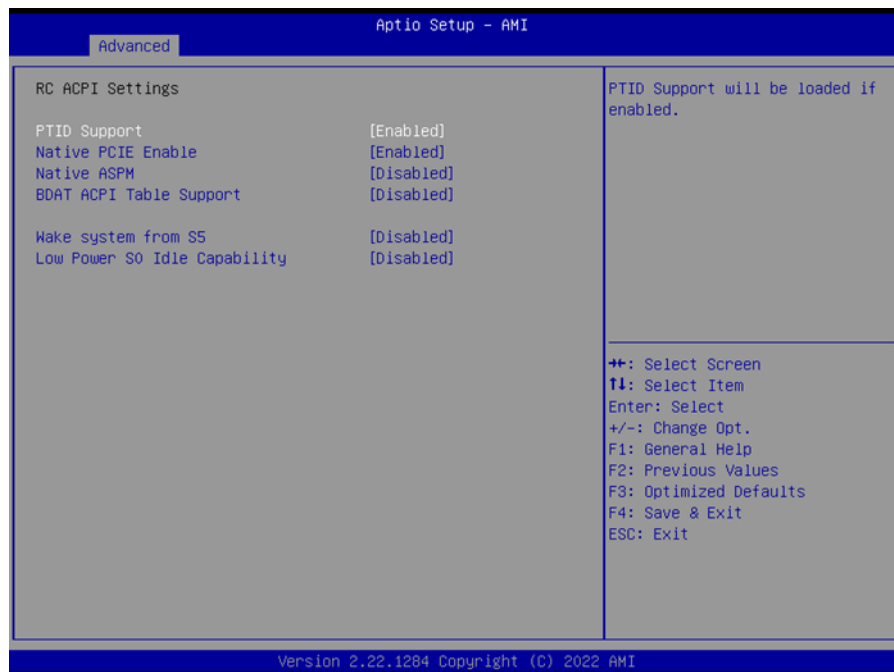 Aptio Setup - AMI
Advanced
RC ACPI Settings
PTID Support [Enabled]
Native PCIE Enable [Enabled]
Native ASPM [Disabled]
BDAT ACPI Table Support [Disabled]
Wake system from S5 [Disabled]
Low Power S0 Idle Capability [Disabled]
PTID Support will be loaded if
enabled.
→←: Select Screen
↑↓: Select Item
Enter: Select
+/-: Change Opt.
F1: General Help
F2: Previous Values
F3: Optimized Defaults
F4: Save & Exit
ESC: Exit
Version 2.22.1284 Copyright (C) 2022 AMI